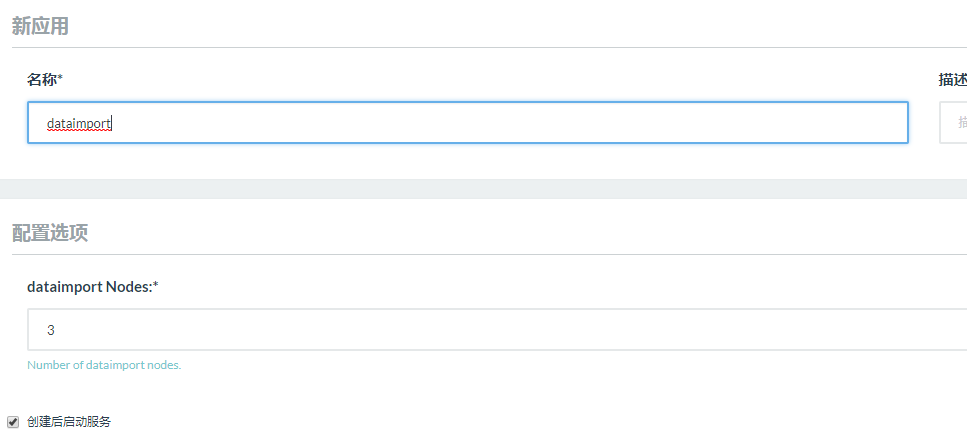 新应用
名称*
描述
dataimport
描
配置选项
dataimport Nodes:*
3
Number of dataimport nodes.
创建后启动服务